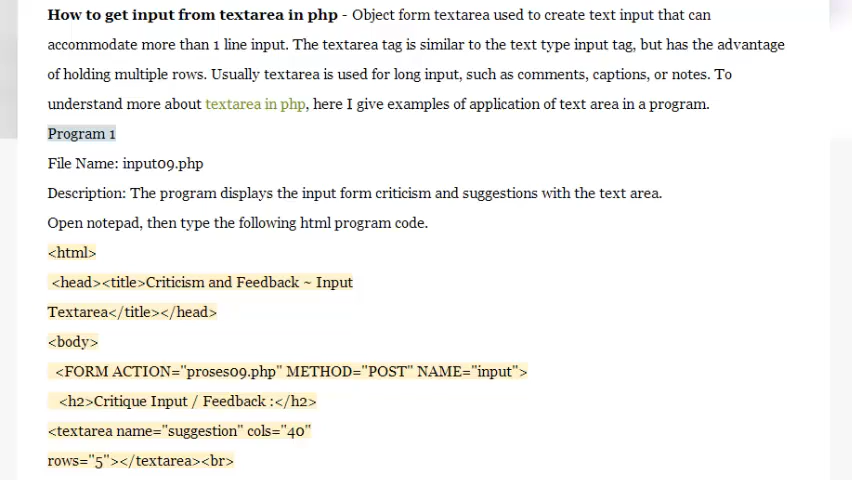 How to get input from textarea in php - Object form textarea used to create text input that can
accommodate more than 1 line input. The textarea tag is similar to the text type input tag, but has the advantage
of holding multiple rows. Usually textarea is used for long input, such as comments, captions, or notes. To
understand more about textarea in php, here I give examples of application of text area in a program.
Program 1
File Name: input09.php
Description: The program displays the input form criticism and suggestions with the text area.
Open notepad, then type the following html program code.
<html>
<head><title>Criticism and Feedback ~ Input
Textarea</title></head>
<body>
<FORM ACTION="proses09.php" METHOD="POST" NAME="input">
<h2>Critique Input / Feedback :</h2>
<textarea name="suggestion" cols="40"
rows="5"></textarea><br>